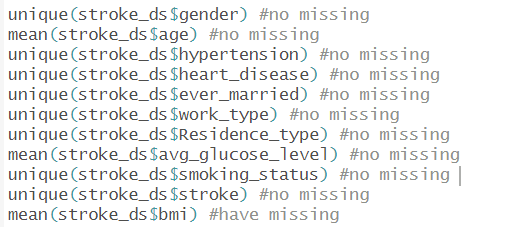 unique(stroke_ds$gender) #no missing
mean(stroke_ds$age) #no missing
unique(stroke_ds$hypertension) #no missing
unique(stroke_ds$heart_disease) #no missing
unique(stroke_ds$ever_married) #no missing
unique(stroke_ds$work_type) #no missing
unique(stroke_ds$Residence_type) #no missing
mean(stroke_ds$avg_glucose_level) #no missing
unique(stroke_ds$smoking_status) #no missing
unique(stroke_ds$stroke) #no missing
mean(stroke_ds$bmi) #have missing